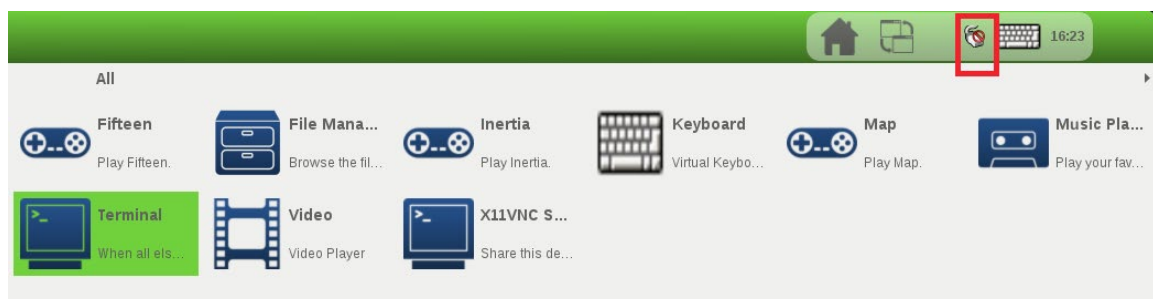 16:23
All
Fifteen
Play Fifteen.
File Mana...
Browse the fil...
Inertia
Play Inertia.
Keyboard
Virtual Keybo...
Map
Play Map.
Music Pla...
Play your fav...
Terminal
When all els...
Video
Video Player
X11VNC S...
Share this de...